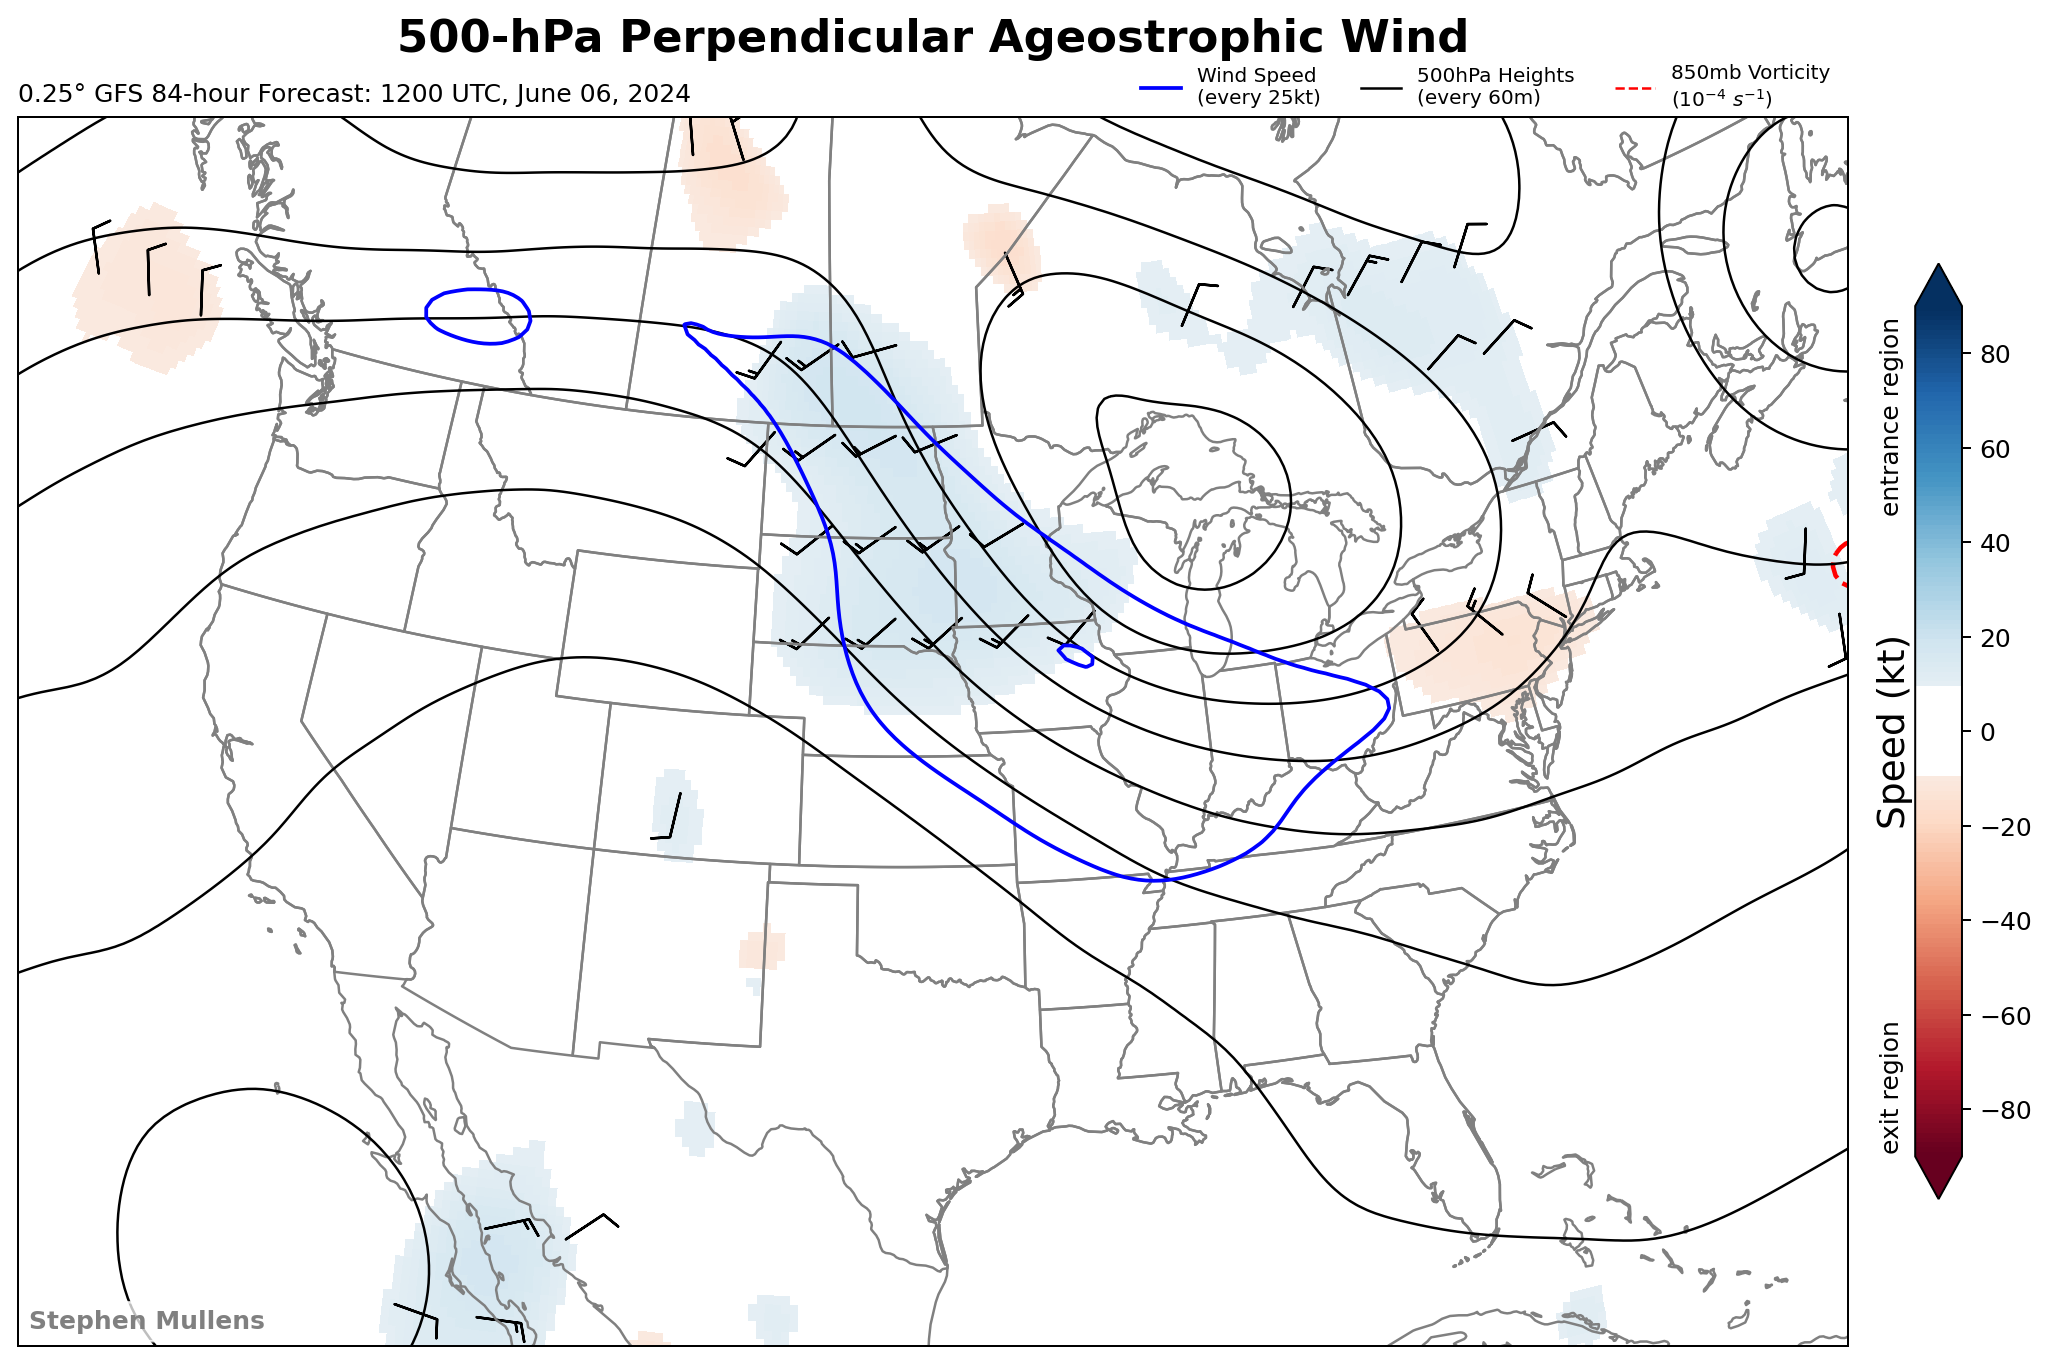 500-hPa Perpendicular Ageostrophic Wind
0.25° GFS 84-hour Forecast: 1200 UTC, June 06, 2024
Wind Speed
(every 25kt)
500hPa Heights
(every 60m)
850mb Vorticity
(10⁻⁴ s⁻¹)
entrance region
Speed (kt)
exit region
80
60
40
20
0
−20
−40
−60
−80
Stephen Mullens